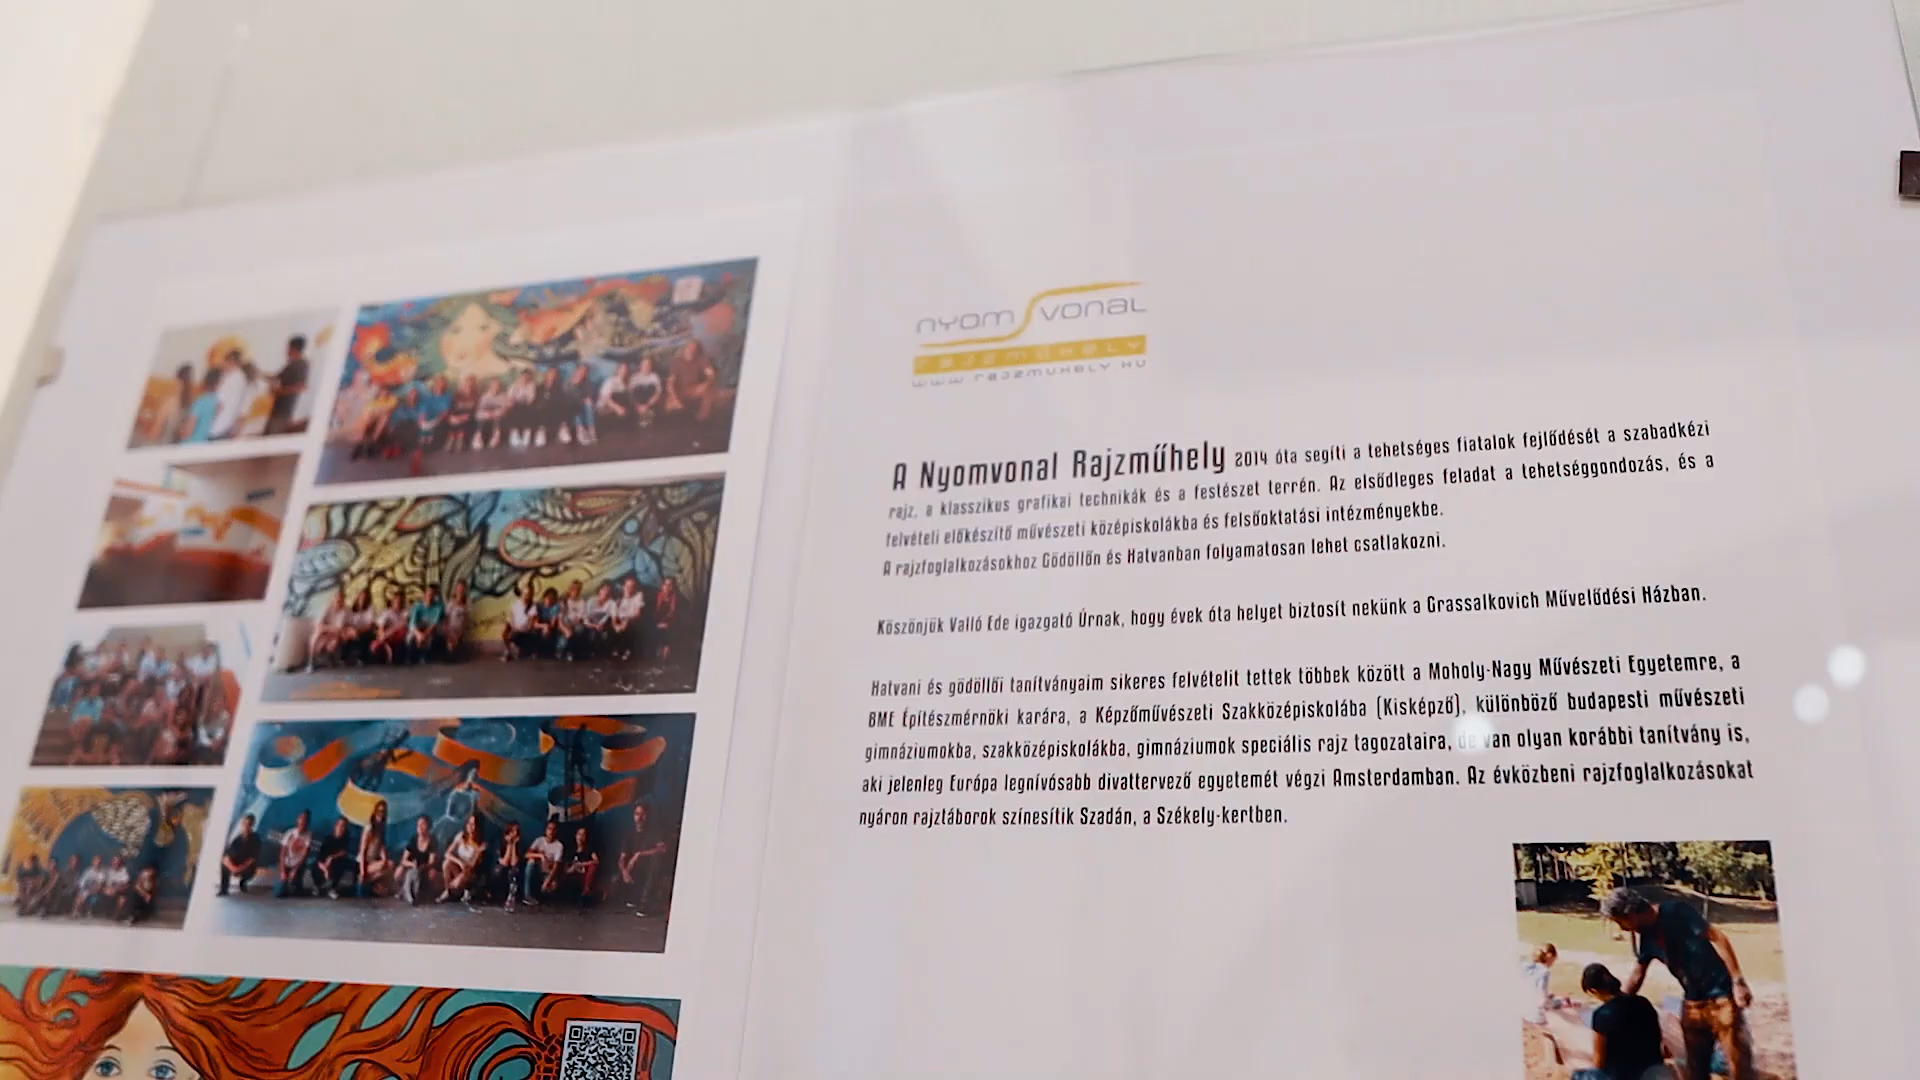 NYOMVONAL
RAJZMŰHELY
WWW.RAJZMUHELY.HU
A Nyomvonal Rajzműhely 2014 óta segíti a tehetséges fiatalok fejlődését a szabadkézi
rajz, a klasszikus grafikai technikák és a festészet terrén. Az elsődleges feladat a tehetséggondozás, és a
felvételi előkészítő művészeti középiskolákba és felsőoktatási intézményekbe.
A rajzfoglalkozásokhoz Gödöllőn és Hatvanban folyamatosan lehet csatlakozni.
Köszönjük Valló Ede igazgató Úrnak, hogy évek óta helyet biztosít nekünk a Grassalkovich Művelődési Házban.
Hatvani és gödöllői tanítványaim sikeres felvételit tettek többek között a Moholy-Nagy Művészeti Egyetemre, a
BME Építészmérnöki karára, a Képzőművészeti Szakközépiskolába (Kisképző), különböző budapesti művészeti
gimnáziumokba, szakközépiskolákba, gimnáziumok speciális rajz tagozataira, de van olyan korábbi tanítvány is,
aki jelenleg Európa legnívósabb divattervező egyetemét végzi Amsterdamban. Az évközbeni rajzfoglalkozásokat
nyáron rajztáborok színesítik Szadán, a Székely-kertben.